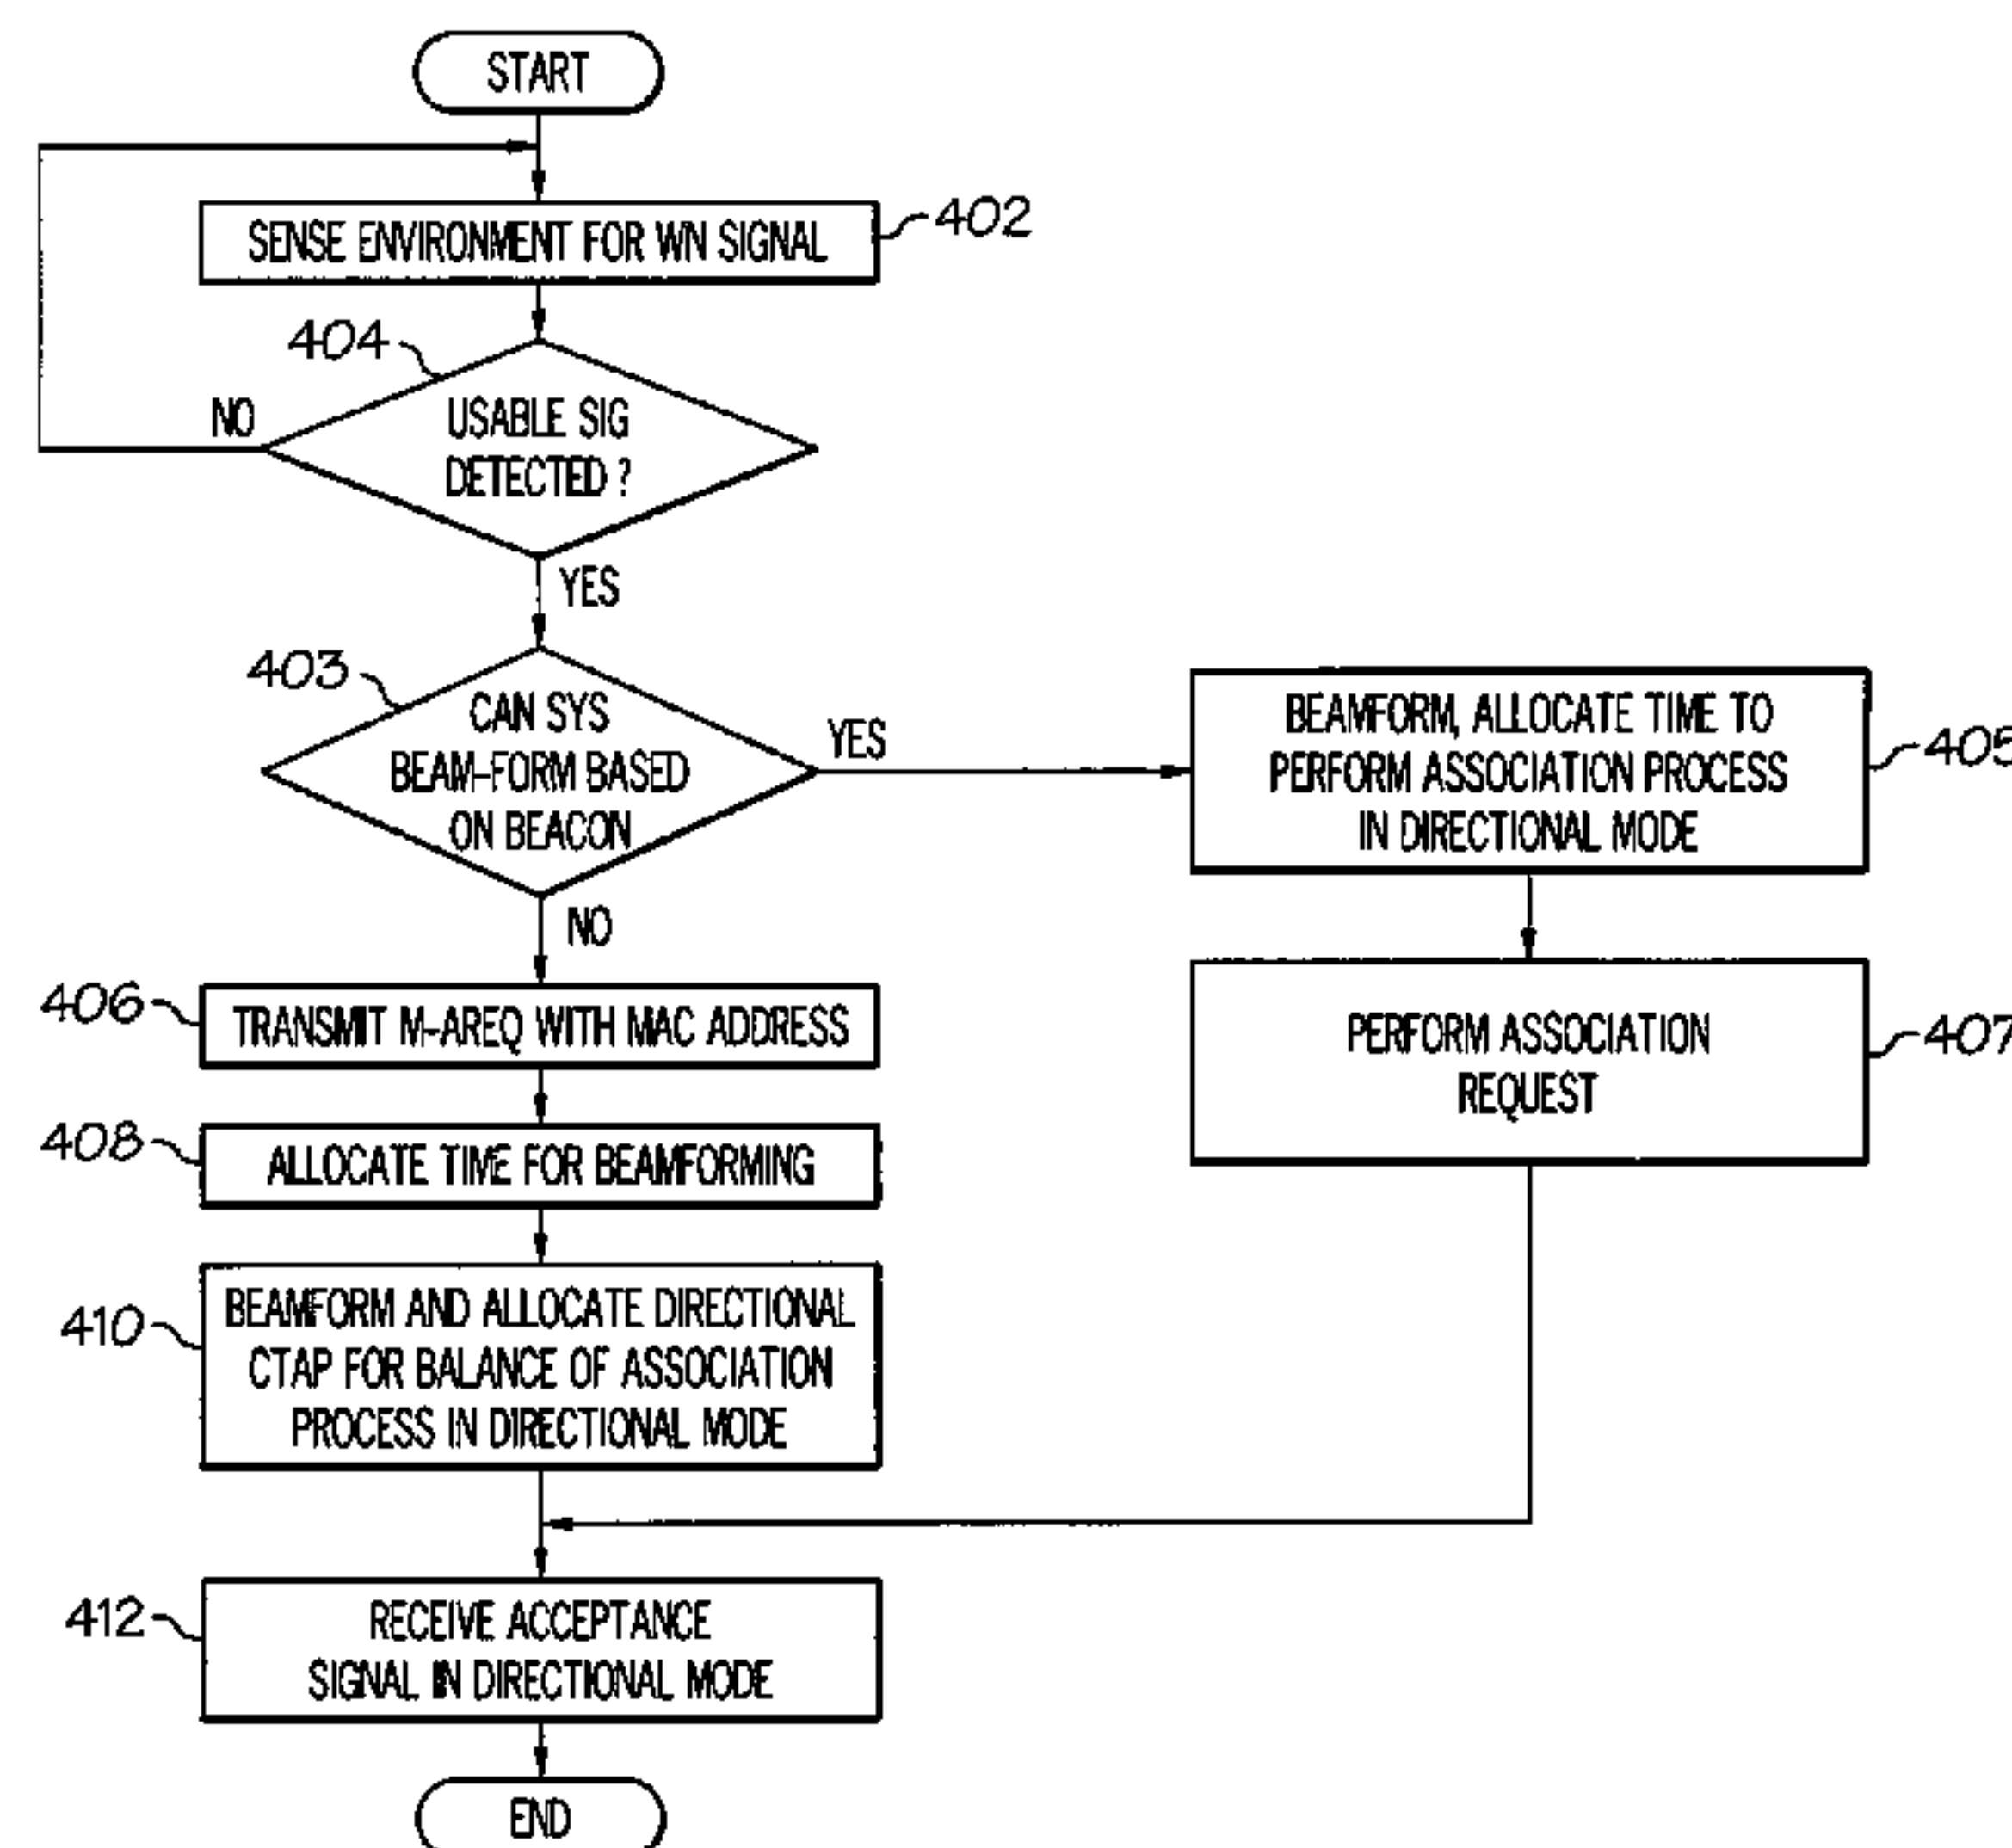 START
SENSE ENVIRONMENT FOR WN SIGNAL
402
404
USABLE SIG
DETECTED?
NO
YES
403
CAN SYS
BEAM-FORM BASED
ON BEACON
YES
NO
BEAMFORM, ALLOCATE TIME TO
PERFORM ASSOCIATION PROCESS
IN DIRECTIONAL MODE
405
406
TRANSMIT M-AREQ WITH MAC ADDRESS
PERFORM ASSOCIATION
REQUEST
407
408
ALLOCATE TIME FOR BEAMFORMING
410
BEAMFORM AND ALLOCATE DIRECTIONAL
CTAP FOR BALANCE OF ASSOCIATION
PROCESS IN DIRECTIONAL MODE
412
RECEIVE ACCEPTANCE
SIGNAL IN DIRECTIONAL MODE
END